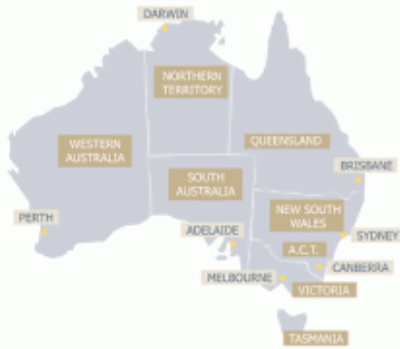 DARWIN
NORTHERN
TERRITORY
WESTERN
AUSTRALIA
QUEENSLAND
BRISBANE
SOUTH
AUSTRALIA
NEW SOUTH
WALES
PERTH
ADELAIDE
SYDNEY
A.C.T.
CANBERRA
MELBOURNE
VICTORIA
TASMANIA